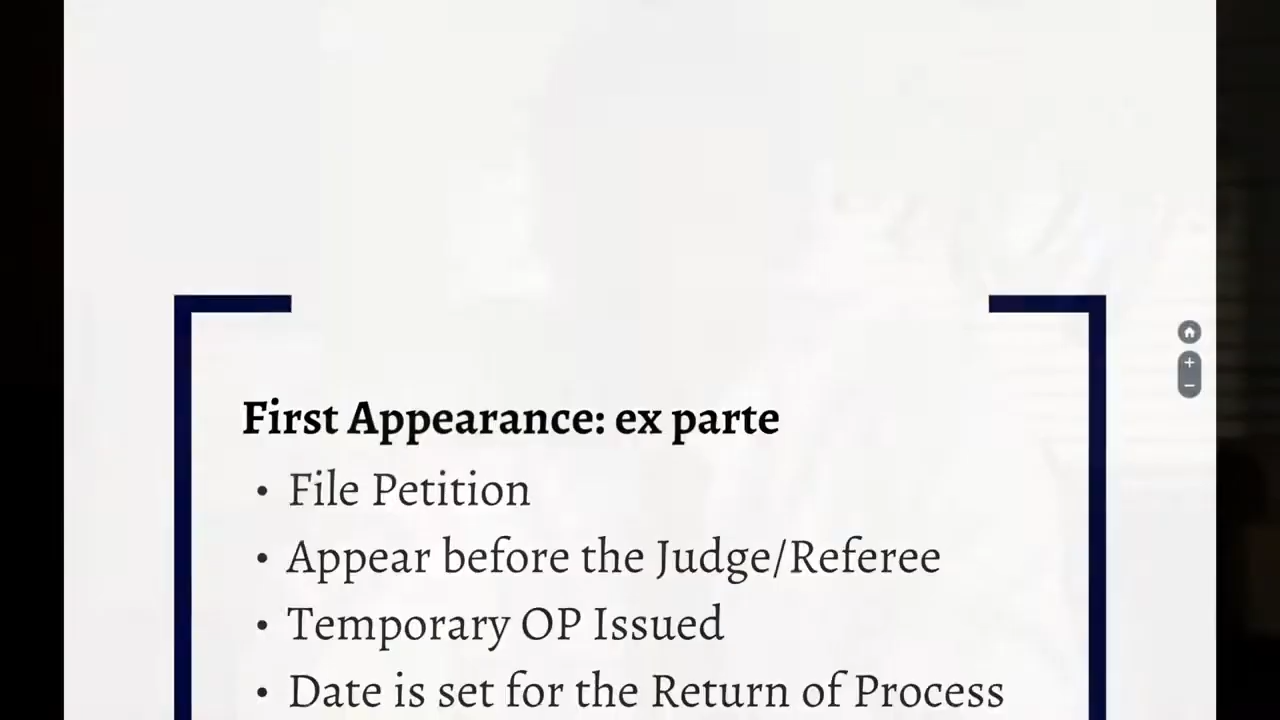 First Appearance: ex parte
• File Petition
• Appear before the Judge/Referee
• Temporary OP Issued
• Date is set for the Return of Process